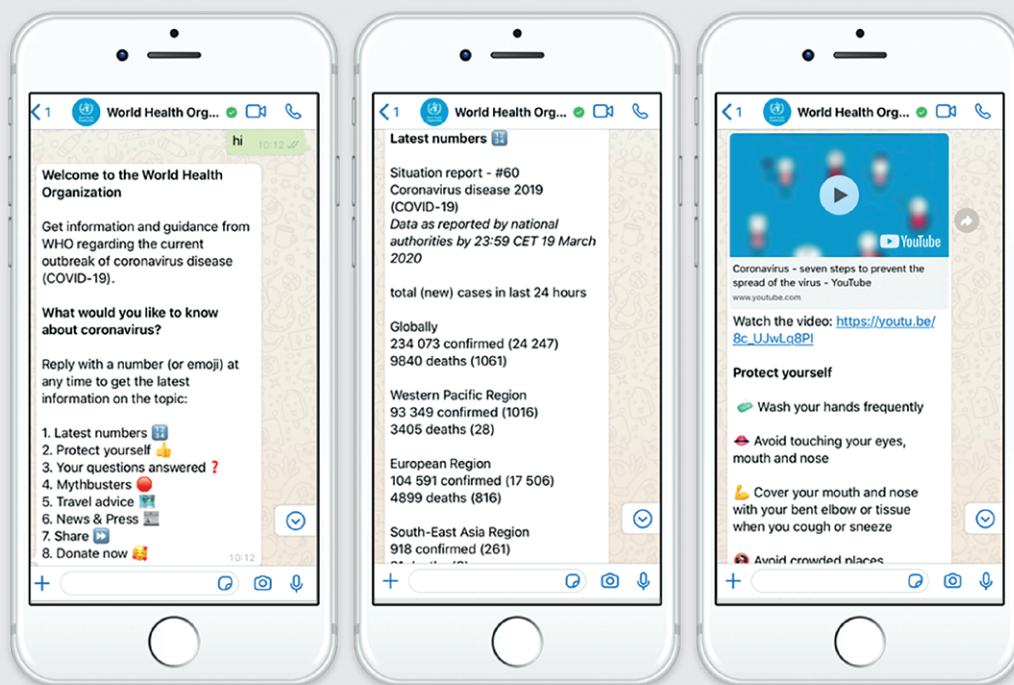 1
World Health Org...
hi
10:12
Welcome to the World Health
Organization
Get information and guidance from
WHO regarding the current
outbreak of coronavirus disease
(COVID-19).
What would you like to know
about coronavirus?
Reply with a number (or emoji) at
any time to get the latest
information on the topic:
1. Latest numbers 🔢
2. Protect yourself 👍
3. Your questions answered ❓
4. Mythbusters 🔴
5. Travel advice 🗺️
6. News & Press 📰
7. Share ⏩
8. Donate now 🥰
10:12
1
World Health Org...
Latest numbers 🔢
Situation report - #60
Coronavirus disease 2019
(COVID-19)
Data as reported by national
authorities by 23:59 CET 19 March
2020
total (new) cases in last 24 hours
Globally
234 073 confirmed (24 247)
9840 deaths (1061)
Western Pacific Region
93 349 confirmed (1016)
3405 deaths (28)
European Region
104 591 confirmed (17 506)
4899 deaths (816)
South-East Asia Region
918 confirmed (261)
1
World Health Org...
YouTube
Coronavirus - seven steps to prevent the
spread of the virus - YouTube
www.youtube.com
Watch the video: https://youtu.be/
8c_UJwLq8PI
Protect yourself
🧼 Wash your hands frequently
👄 Avoid touching your eyes,
mouth and nose
💪 Cover your mouth and nose
with your bent elbow or tissue
when you cough or sneeze
🚷 Avoid crowded places